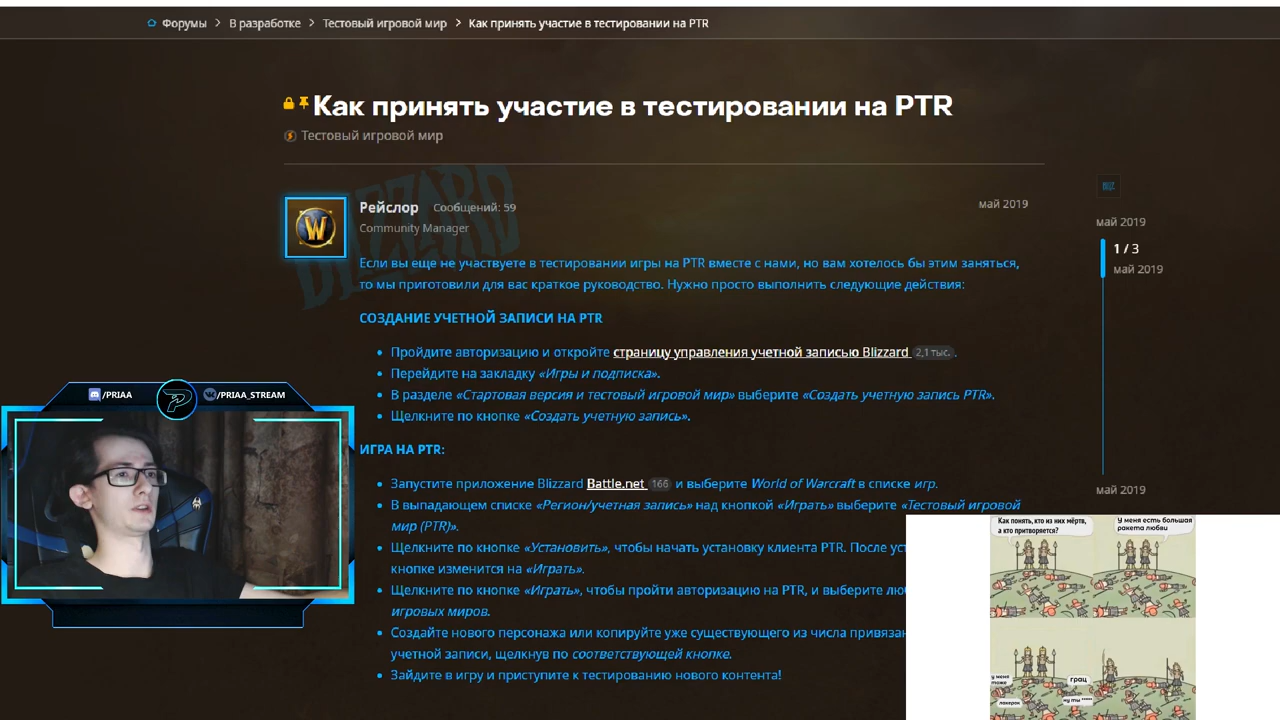 Форумы > В разработке > Тестовый игровой мир > Как принять участие в тестировании на PTR
Как принять участие в тестировании на PTR
Тестовый игровой мир
BLIZZARD
Рейслор Сообщений: 59
май 2019
Community Manager
май 2019
1 / 3
май 2019
Если вы еще не участвуете в тестировании игры на PTR вместе с нами, но вам хотелось бы этим заняться,
то мы приготовили для вас краткое руководство. Нужно просто выполнить следующие действия:
СОЗДАНИЕ УЧЕТНОЙ ЗАПИСИ НА PTR
• Пройдите авторизацию и откройте страницу управления учетной записью Blizzard 2,1 тыс. .
• Перейдите на закладку «Игры и подписка».
• В разделе «Стартовая версия и тестовый игровой мир» выберите «Создать учетную запись PTR».
• Щелкните по кнопке «Создать учетную запись».
ИГРА НА PTR:
• Запустите приложение Blizzard Battle.net 166 и выберите World of Warcraft в списке игр.
• В выпадающем списке «Регион/учетная запись» над кнопкой «Играть» выберите «Тестовый игровой
мир (PTR)».
• Щелкните по кнопке «Установить», чтобы начать установку клиента PTR. После уст
кнопке изменится на «Играть».
• Щелкните по кнопке «Играть», чтобы пройти авторизацию на PTR, и выберите лю
игровых миров.
• Создайте нового персонажа или копируйте уже существующего из числа привязан
учетной записи, щелкнув по соответствующей кнопке.
• Зайдите в игру и приступите к тестированию нового контента!
май 2019
/PRIAA
/PRIAA_STREAM
Как понять, кто из них мёртв,
а кто притворяется?
У меня есть большая
ракета любви
у меня
тоже
лопорок
грац
ну ты *****